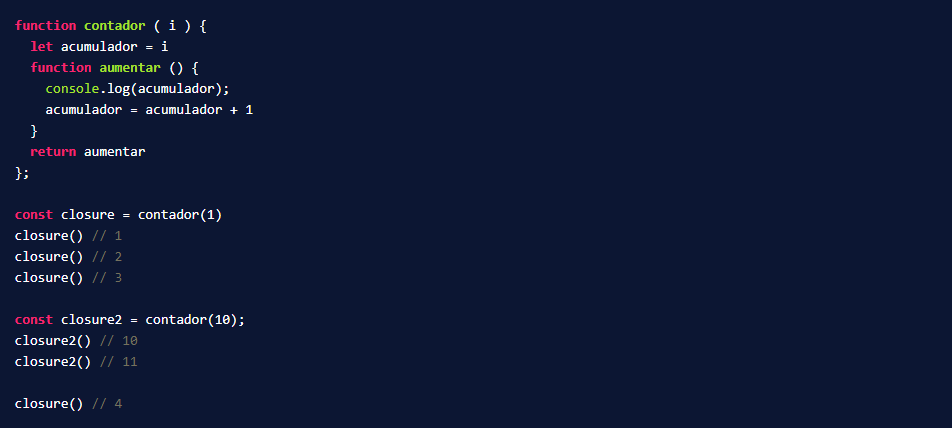 function contador ( i ) {
let acumulador = i
function aumentar () {
console.log(acumulador);
acumulador = acumulador + 1
}
return aumentar
};
const closure = contador(1)
closure() // 1
closure() // 2
closure() // 3
const closure2 = contador(10);
closure2() // 10
closure2() // 11
closure() // 4